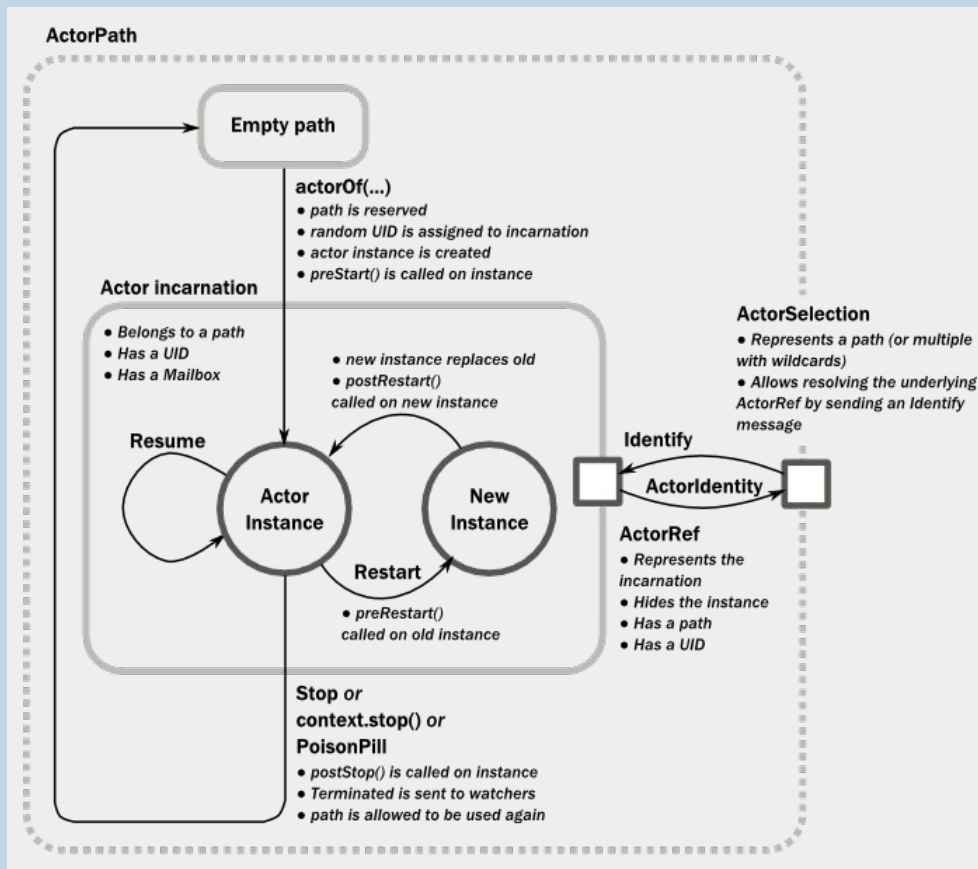 ActorPath
Empty path
actorOf(...)
● path is reserved
● random UID is assigned to incarnation
● actor instance is created
● preStart() is called on instance
Actor incarnation
● Belongs to a path
● Has a UID
● Has a Mailbox
● new instance replaces old
● postRestart()
called on new instance
Resume
Actor
Instance
New
Instance
Restart
● preRestart()
called on old instance
ActorSelection
● Represents a path (or multiple
with wildcards)
● Allows resolving the underlying
ActorRef by sending an Identify
message
Identify
ActorIdentity
ActorRef
● Represents the
incarnation
● Hides the instance
● Has a path
● Has a UID
Stop or
context.stop() or
PoisonPill
● postStop() is called on instance
● Terminated is sent to watchers
● path is allowed to be used again